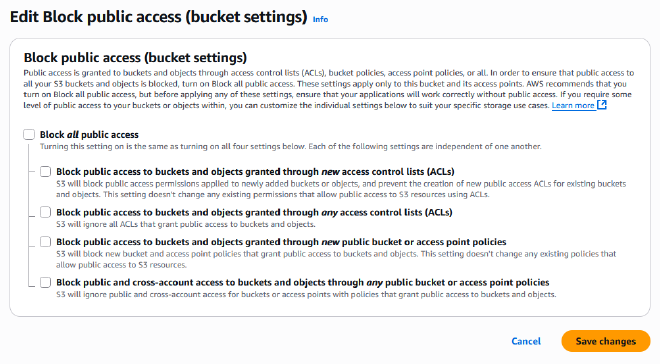 Edit Block public access (bucket settings) Info
Block public access (bucket settings)
Public access is granted to buckets and objects through access control lists (ACLs), bucket policies, access point policies, or all. In order to ensure that public access to
all your S3 buckets and objects is blocked, turn on Block all public access. These settings apply only to this bucket and its access points. AWS recommends that you
turn on Block all public access, but before applying any of these settings, ensure that your applications will work correctly without public access. If you require some
level of public access to your buckets or objects within, you can customize the individual settings below to suit your specific storage use cases. Learn more
Block all public access
Turning this setting on is the same as turning on all four settings below. Each of the following settings are independent of one another.
Block public access to buckets and objects granted through new access control lists (ACLs)
S3 will block public access permissions applied to newly added buckets or objects, and prevent the creation of new public access ACLs for existing buckets
and objects. This setting doesn't change any existing permissions that allow public access to S3 resources using ACLs.
Block public access to buckets and objects granted through any access control lists (ACLs)
S3 will ignore all ACLs that grant public access to buckets and objects.
Block public access to buckets and objects granted through new public bucket or access point policies
S3 will block new bucket and access point policies that grant public access to buckets and objects. This setting doesn't change any existing policies that
allow public access to S3 resources.
Block public and cross-account access to buckets and objects through any public bucket or access point policies
S3 will ignore public and cross-account access for buckets or access points with policies that grant public access to buckets and objects.
Cancel Save changes